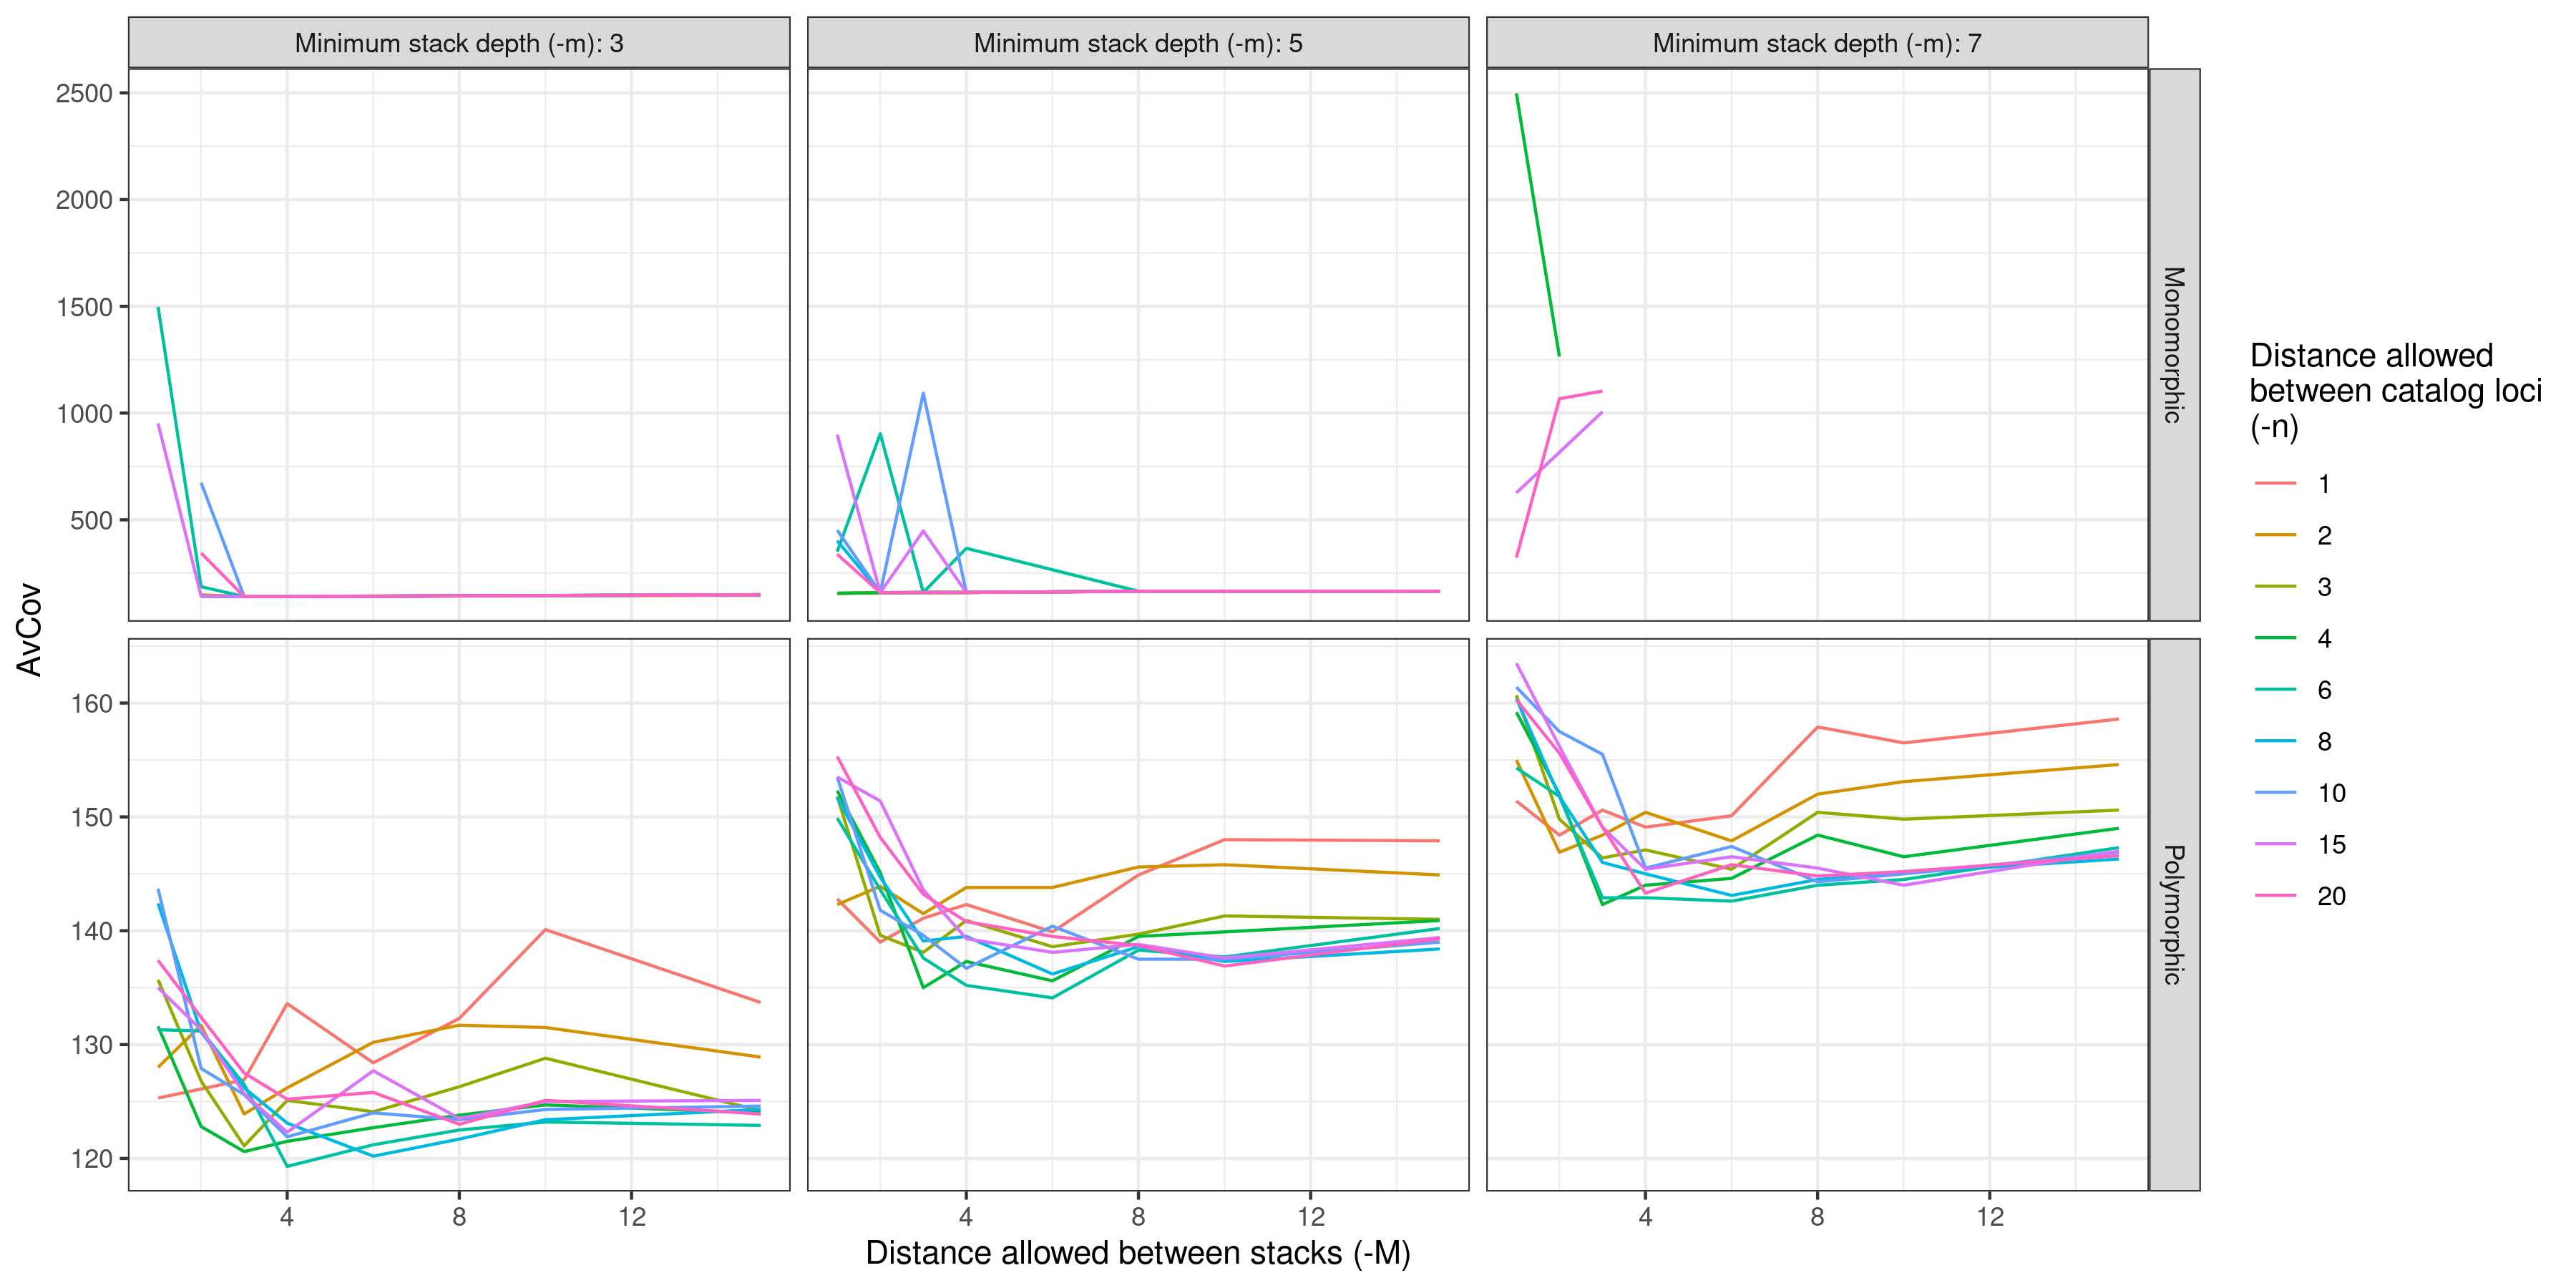 Minimum stack depth (-m): 3
Minimum stack depth (-m): 5
Minimum stack depth (-m): 7
2500
2000
1500
1000
500
Monomorphic
AvCov
160
150
140
130
120
Polymorphic
4
8
12
4
8
12
4
8
12
Distance allowed between stacks (-M)
Distance allowed
between catalog loci
(-n)
1
2
3
4
6
8
10
15
20